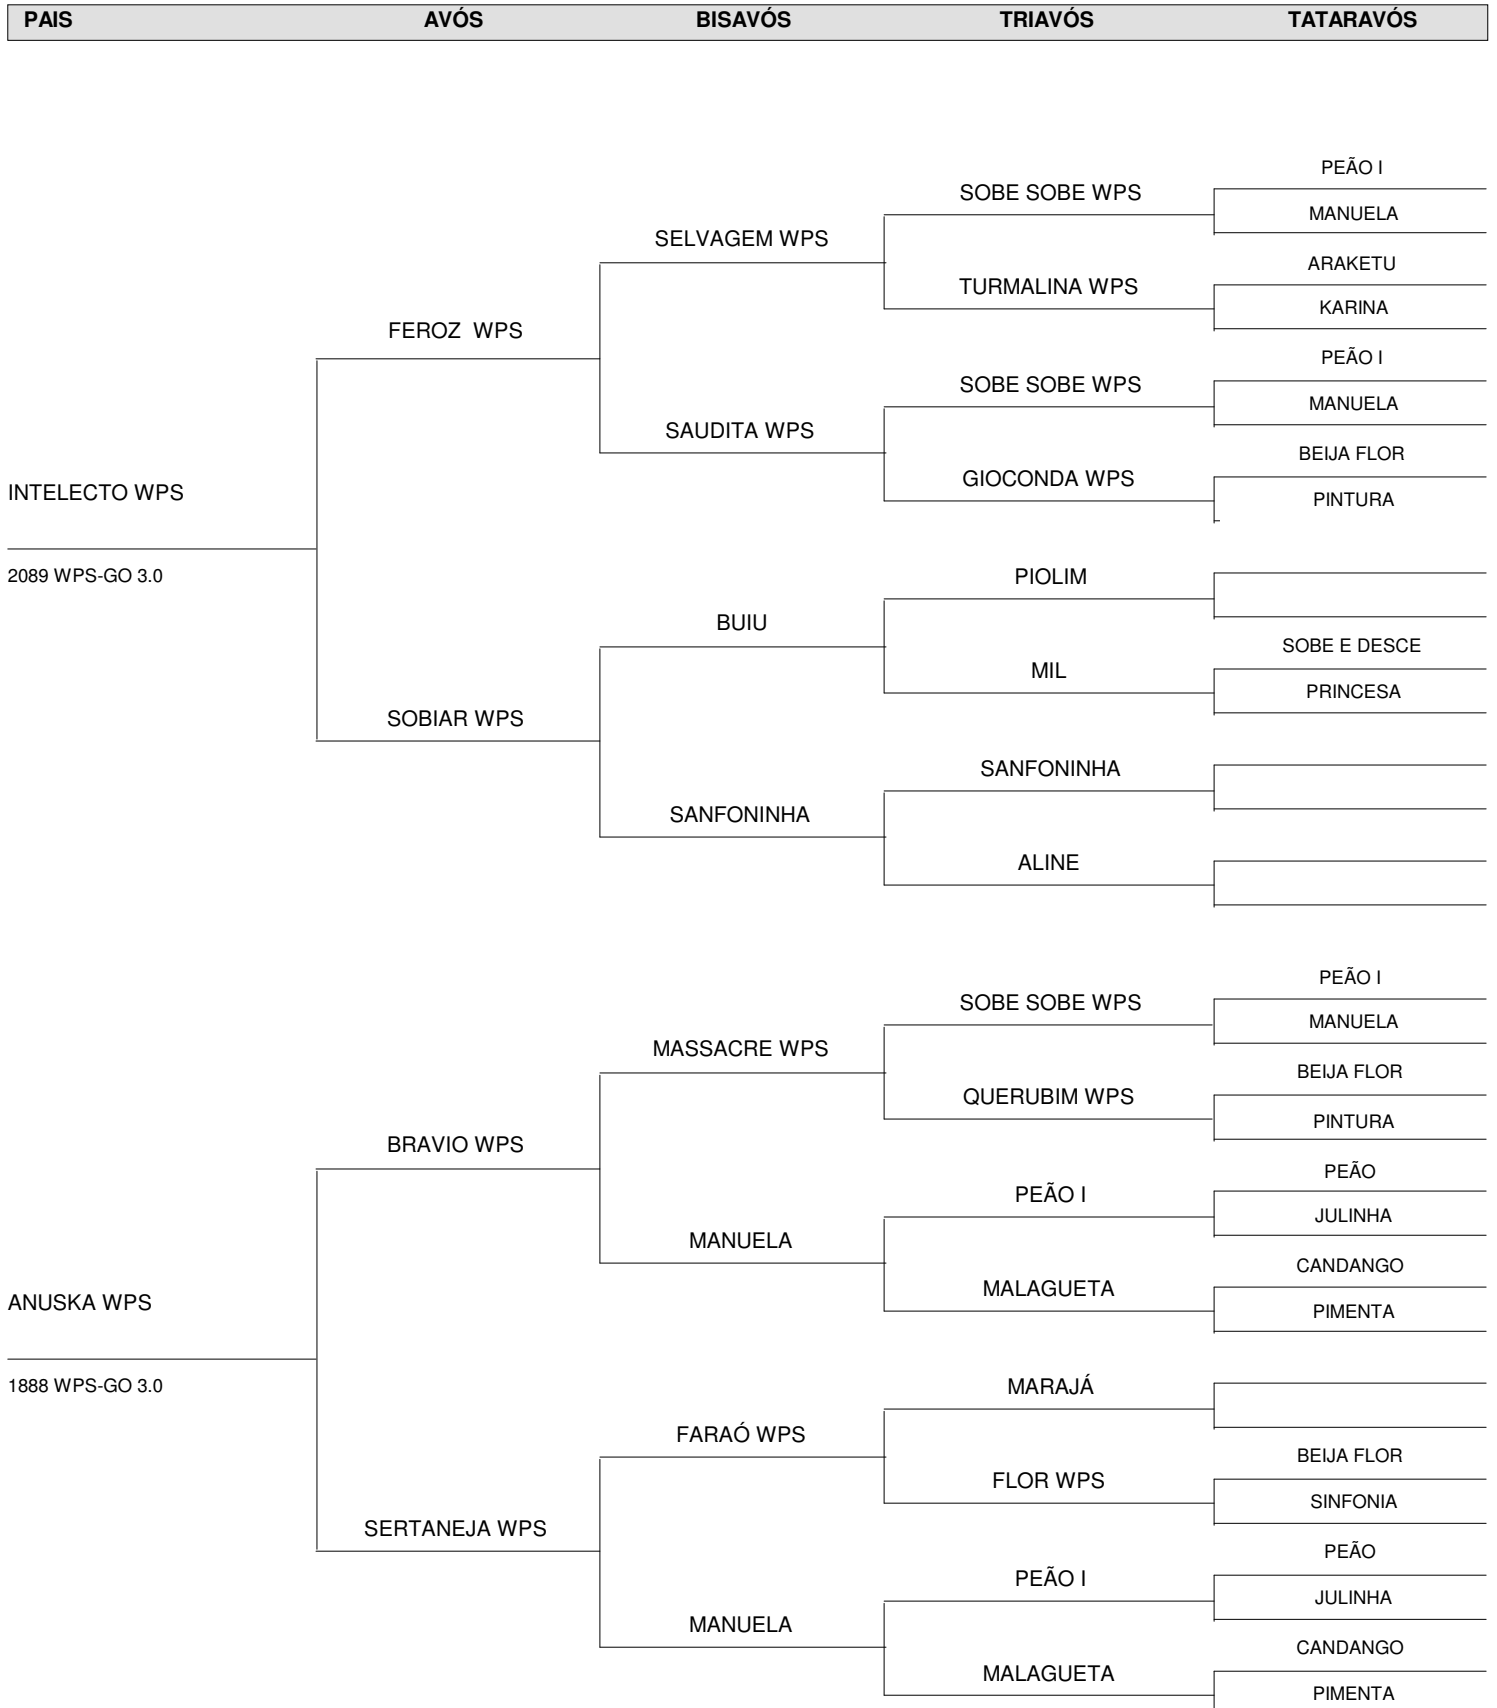 PAIS AVÓS BISAVÓS TRIAVÓS TATARAVÓS
PEÃO I
SOBE SOBE WPS
MANUELA
SELVAGEM WPS
ARAKETU
TURMALINA WPS
KARINA
FEROZ WPS
PEÃO I
SOBE SOBE WPS
MANUELA
SAUDITA WPS
BEIJA FLOR
GIOCONDA WPS
INTELECTO WPS
PINTURA
2089 WPS-GO 3.0
PIOLIM
BUIU
SOBE E DESCE
MIL
PRINCESA
SOBIAR WPS
SANFONINHA
SANFONINHA
ALINE
PEÃO I
SOBE SOBE WPS
MANUELA
MASSACRE WPS
BEIJA FLOR
QUERUBIM WPS
PINTURA
BRAVIO WPS
PEÃO
PEÃO I
JULINHA
MANUELA
CANDANGO
MALAGUETA
ANUSKA WPS
PIMENTA
1888 WPS-GO 3.0
MARAJÁ
FARAÓ WPS
BEIJA FLOR
FLOR WPS
SINFONIA
SERTANEJA WPS
PEÃO
PEÃO I
JULINHA
MANUELA
CANDANGO
MALAGUETA
PIMENTA